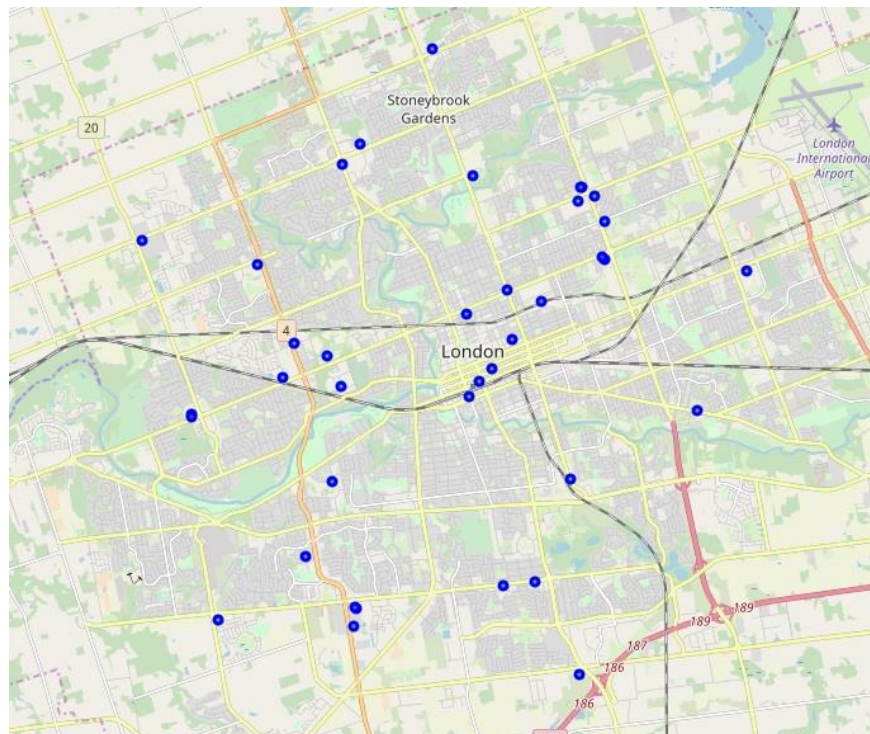 Stoneybrook
Gardens
20
London
International
Airport
4
London
189
189
187
186
186